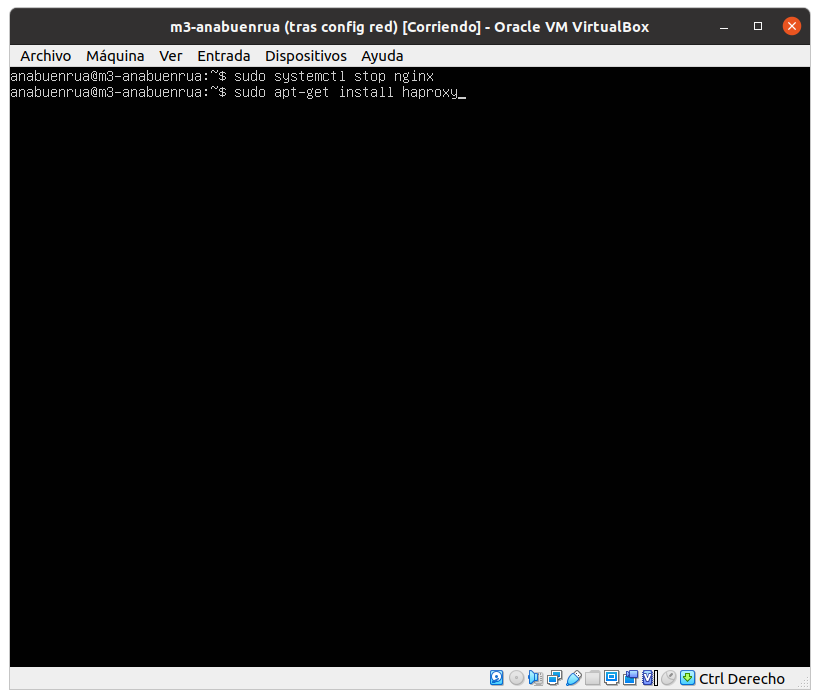 m3-anabuenrua (tras config red) [Corriendo] - Oracle VM VirtualBox
Archivo Máquina Ver Entrada Dispositivos Ayuda
anabuenrua@m3-anabuenrua:~$ sudo systemctl stop nginx
anabuenrua@m3-anabuenrua:~$ sudo apt-get install haproxy_
Ctrl Derecho